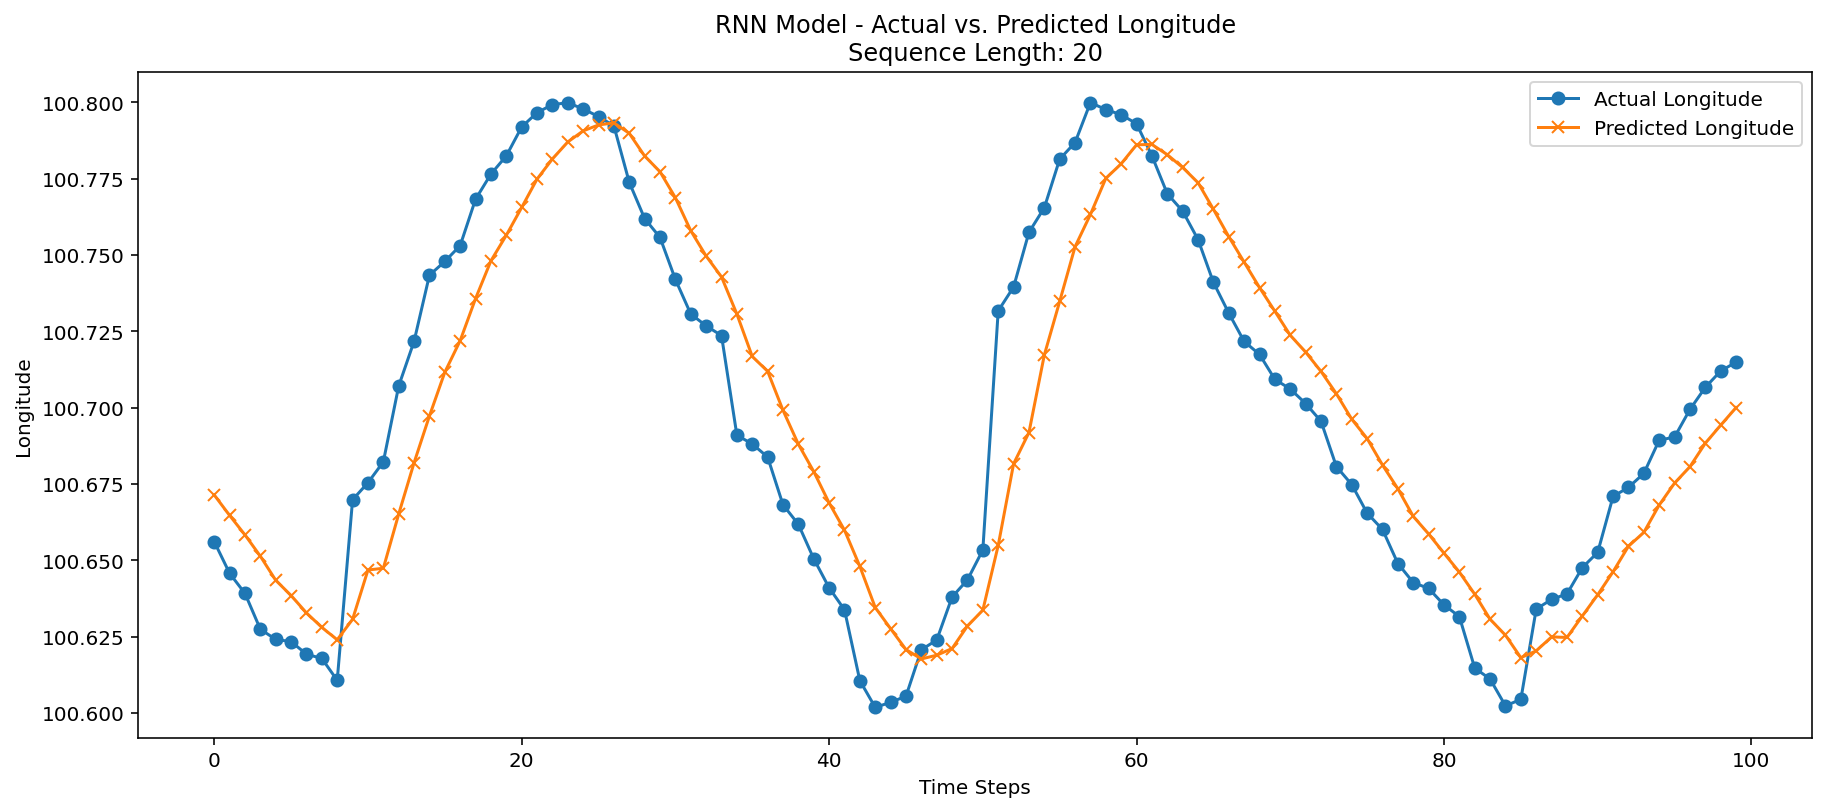 RNN Model - Actual vs. Predicted Longitude
Sequence Length: 20
Actual Longitude
Predicted Longitude
Longitude
100.800
100.775
100.750
100.725
100.700
100.675
100.650
100.625
100.600
0 20 40 60 80 100
Time Steps